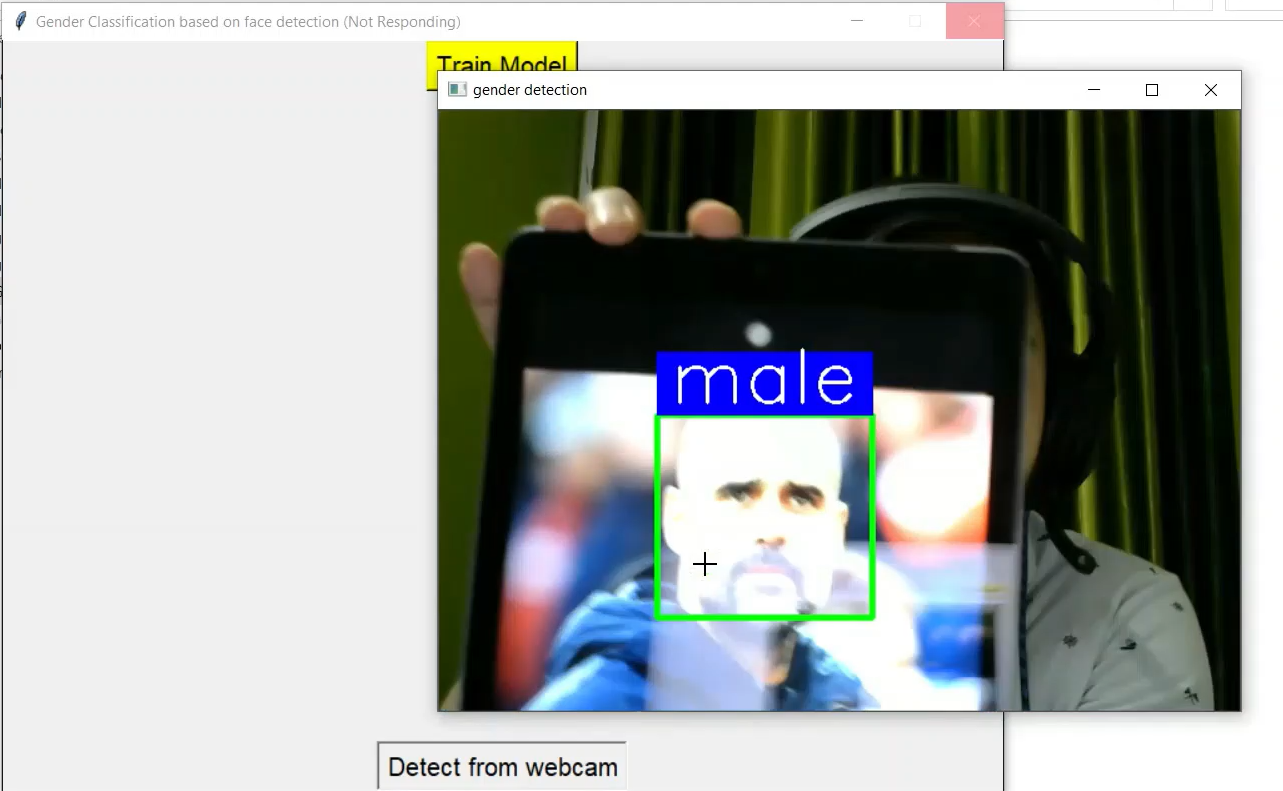 Gender Classification based on face detection (Not Responding)
Train Model
gender detection
male
Detect from webcam